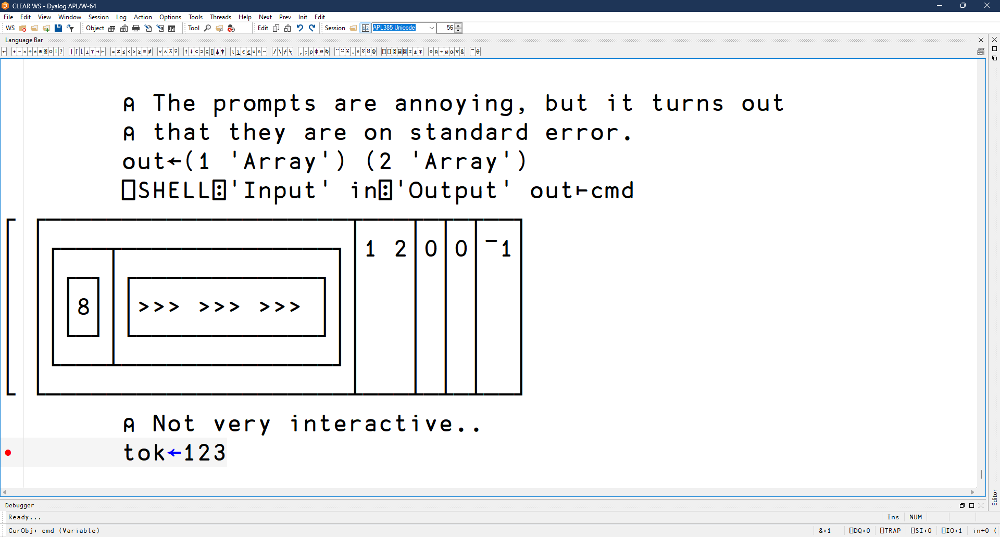 CLEAR WS - Dyalog APL/W-64
File Edit View Window Session Log Action Options Tools Threads Help Next Prev Init Edit
WS Object Tool Edit Session APL385 Unicode 56
Language Bar
← +-×÷*⍟⌹○!? |⌈⌊⊥⊤⊣⊢ =≠≤<>≥≡≢ ∨∧⍲⍱ ↑↓⊂⊃⊆⌷⍋⍒ ⍳⍸∊⍷∪∩~ /\⌿⍀ ,⍪⍴⌽⊖⍉ ¨⍨⍣.∘⍤⍥@ ⍞⎕⍠⌸⌺⌶⍎⍕ ⋄⍝→⍵⍺∇& ¯⍬
⍝ The prompts are annoying, but it turns out
⍝ that they are on standard error.
out←(1 'Array') (2 'Array')
⎕SHELL⍠'Input' in⍠'Output' out⊢cmd
1 2 0 0 ¯1
8 >>> >>> >>>
⍝ Not very interactive..
tok←123
Editor
Debugger
Ready...
Ins NUM
CurObj: cmd (Variable)
&:1 ⎕DQ:0 ⎕TRAP ⎕SI:0 ⎕IO:1 in←0 (